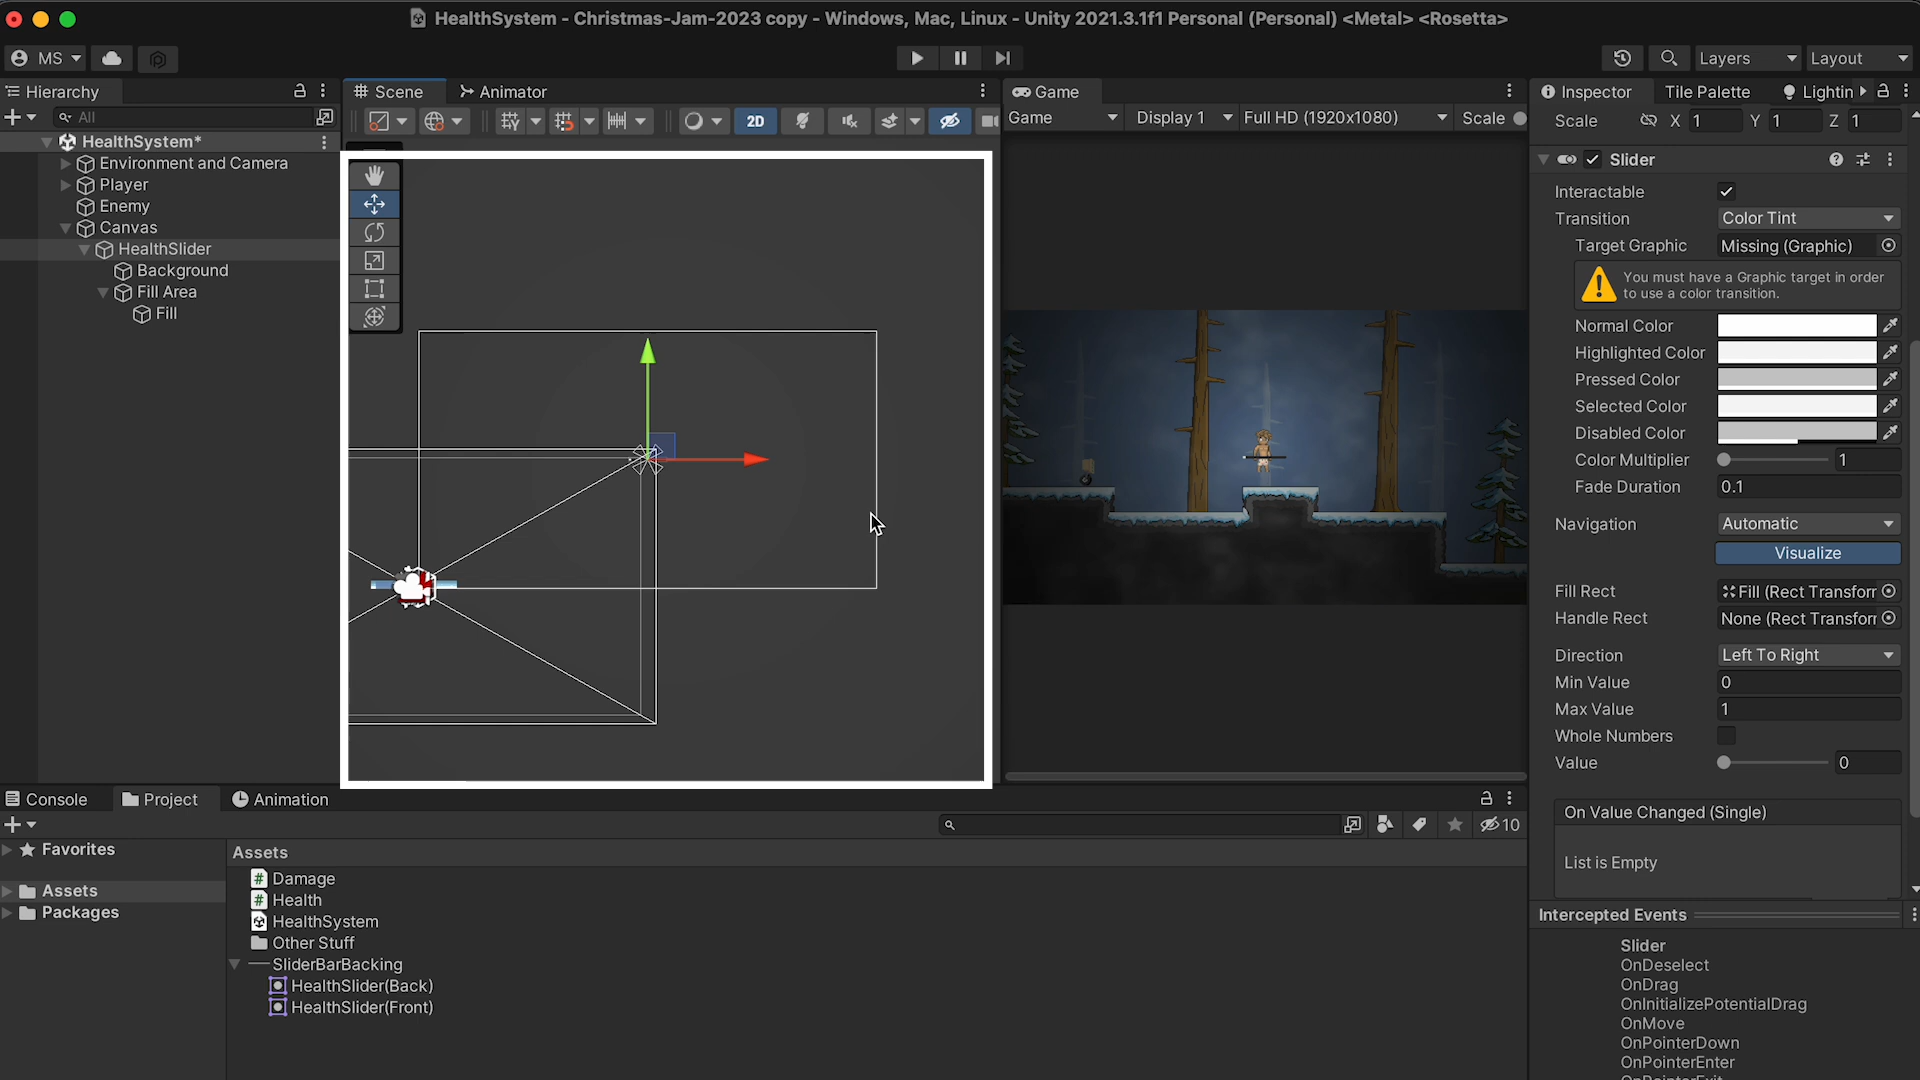 HealthSystem - Christmas-Jam-2023 copy - Windows, Mac, Linux - Unity 2021.3.1f1 Personal (Personal) <Metal> <Rosetta>
MS
Layers
Layout
Hierarchy
All
HealthSystem*
Environment and Camera
Player
Enemy
Canvas
HealthSlider
Background
Fill Area
Fill
Scene
Animator
2D
Game
Game
Display 1
Full HD (1920x1080)
Scale
Inspector
Tile Palette
Lightin
Scale
X 1
Y 1
Z 1
Slider
Interactable
Transition
Color Tint
Target Graphic
Missing (Graphic)
You must have a Graphic target in order
to use a color transition.
Normal Color
Highlighted Color
Pressed Color
Selected Color
Disabled Color
Color Multiplier
1
Fade Duration
0.1
Navigation
Automatic
Visualize
Fill Rect
Fill (Rect Transforr
Handle Rect
None (Rect Transforr
Direction
Left To Right
Min Value
0
Max Value
1
Whole Numbers
Value
0
On Value Changed (Single)
List is Empty
Intercepted Events
Slider
OnDeselect
OnDrag
OnInitializePotentialDrag
OnMove
OnPointerDown
OnPointerEnter
OnPointerExit
Console
Project
Animation
10
Favorites
Assets
Packages
Assets
Damage
Health
HealthSystem
Other Stuff
SliderBarBacking
HealthSlider(Back)
HealthSlider(Front)